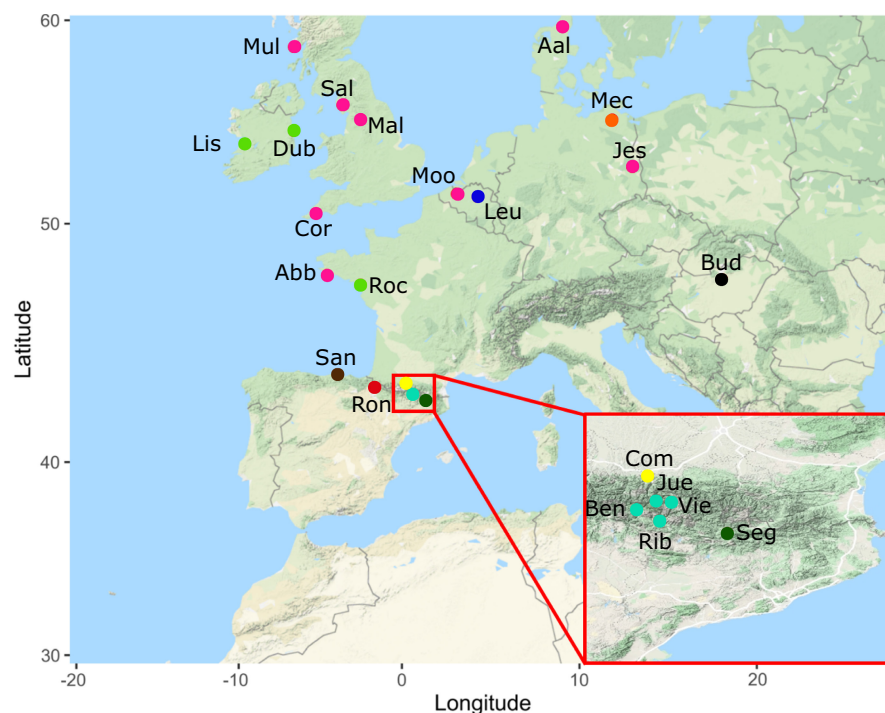 60
Mul
Aal
Sal
Mec
Mal
Lis
Dub
Jes
Moo
Leu
50
Cor
Abb
Roc
Bud
San
Ron
40
Com
Jue
Ben
Vie
Rib
Seg
30
-20
-10
0
10
20
Latitude
Longitude